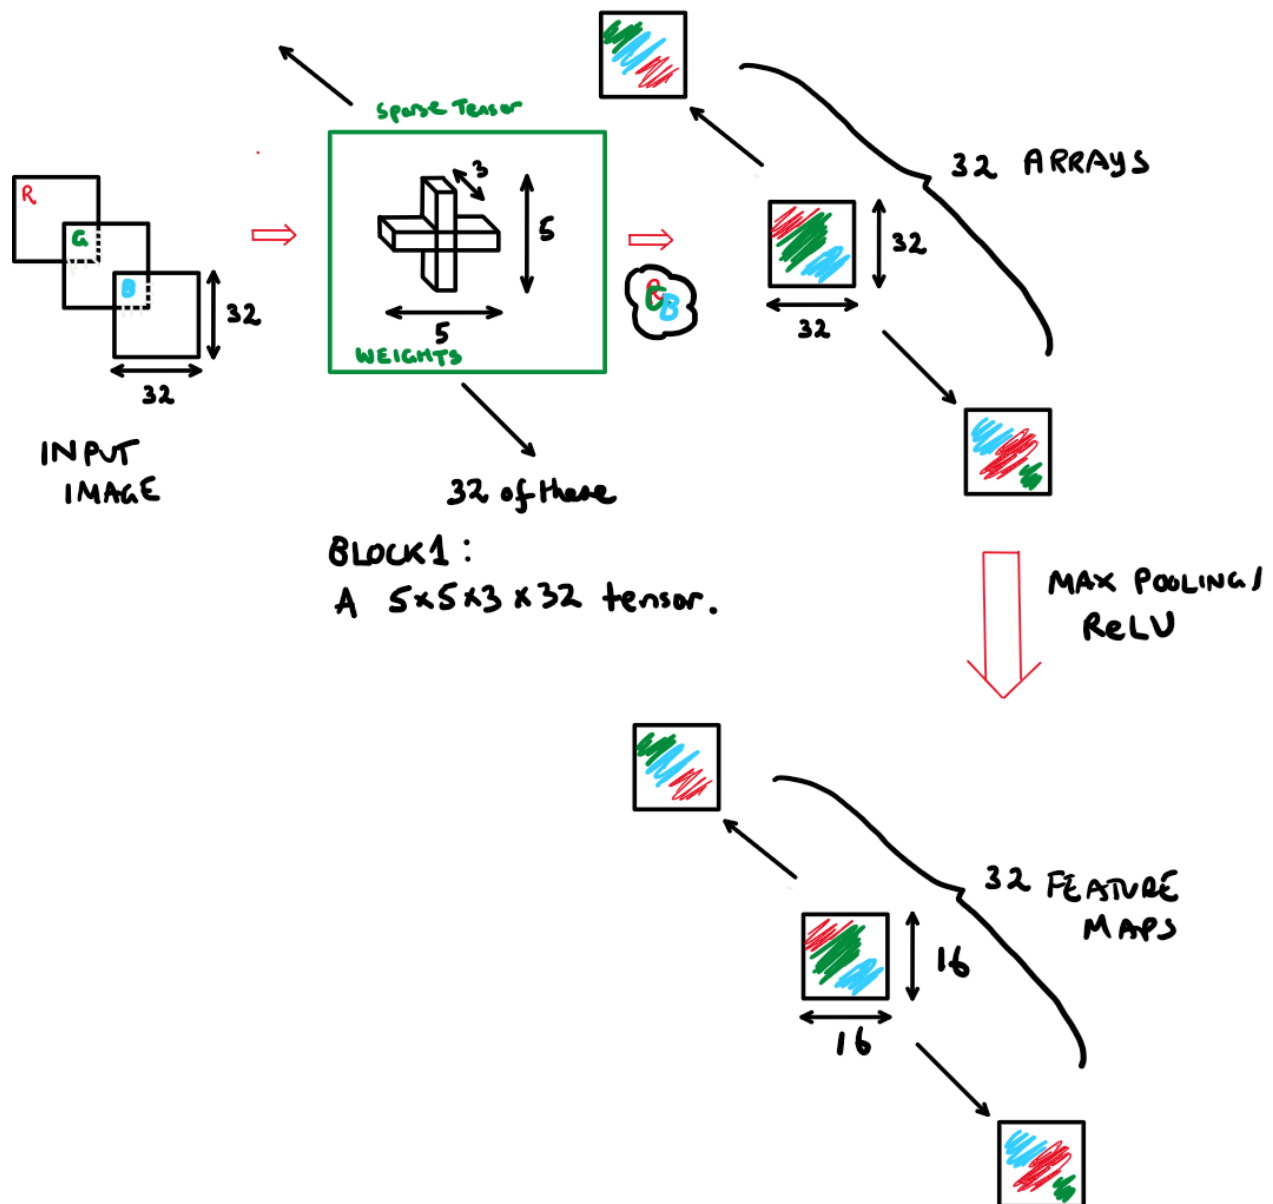 R
G
B
32
32
INPUT
IMAGE
Sparse Tensor
3
5
5
WEIGHTS
32 of these
BLOCK1:
A 5x5x3x32 tensor.
R
G
B
32
32
32 ARRAYS
MAX POOLING/
ReLU
16
16
32 FEATURE
MAPS